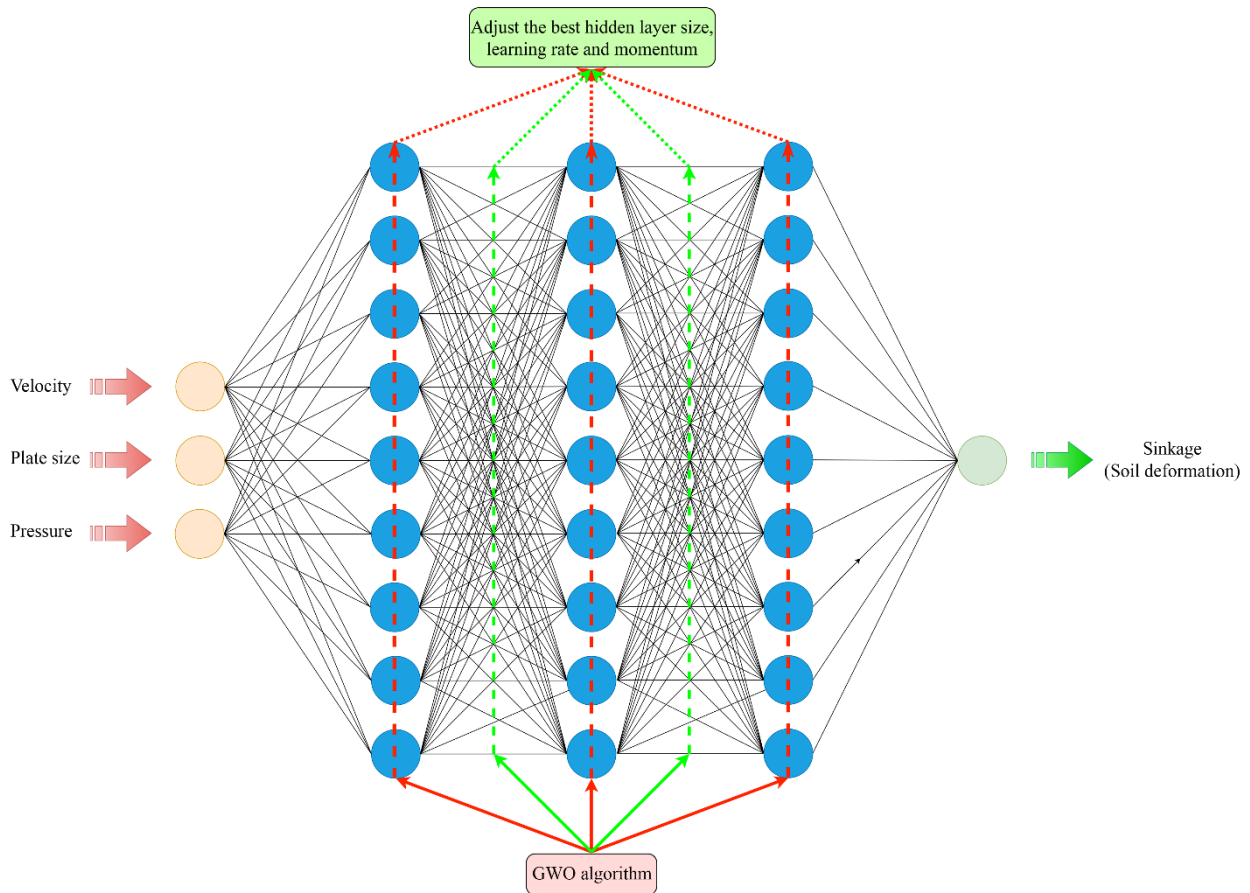 Adjust the best hidden layer size,
learning rate and momentum
Velocity
Plate size
Pressure
Sinkage
(Soil deformation)
GWO algorithm